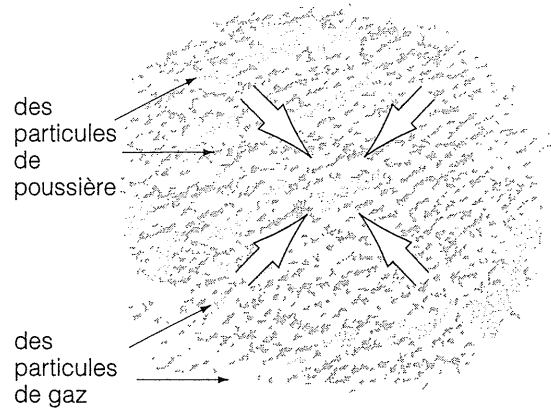 des
particules
de
poussière
des
particules
de gaz